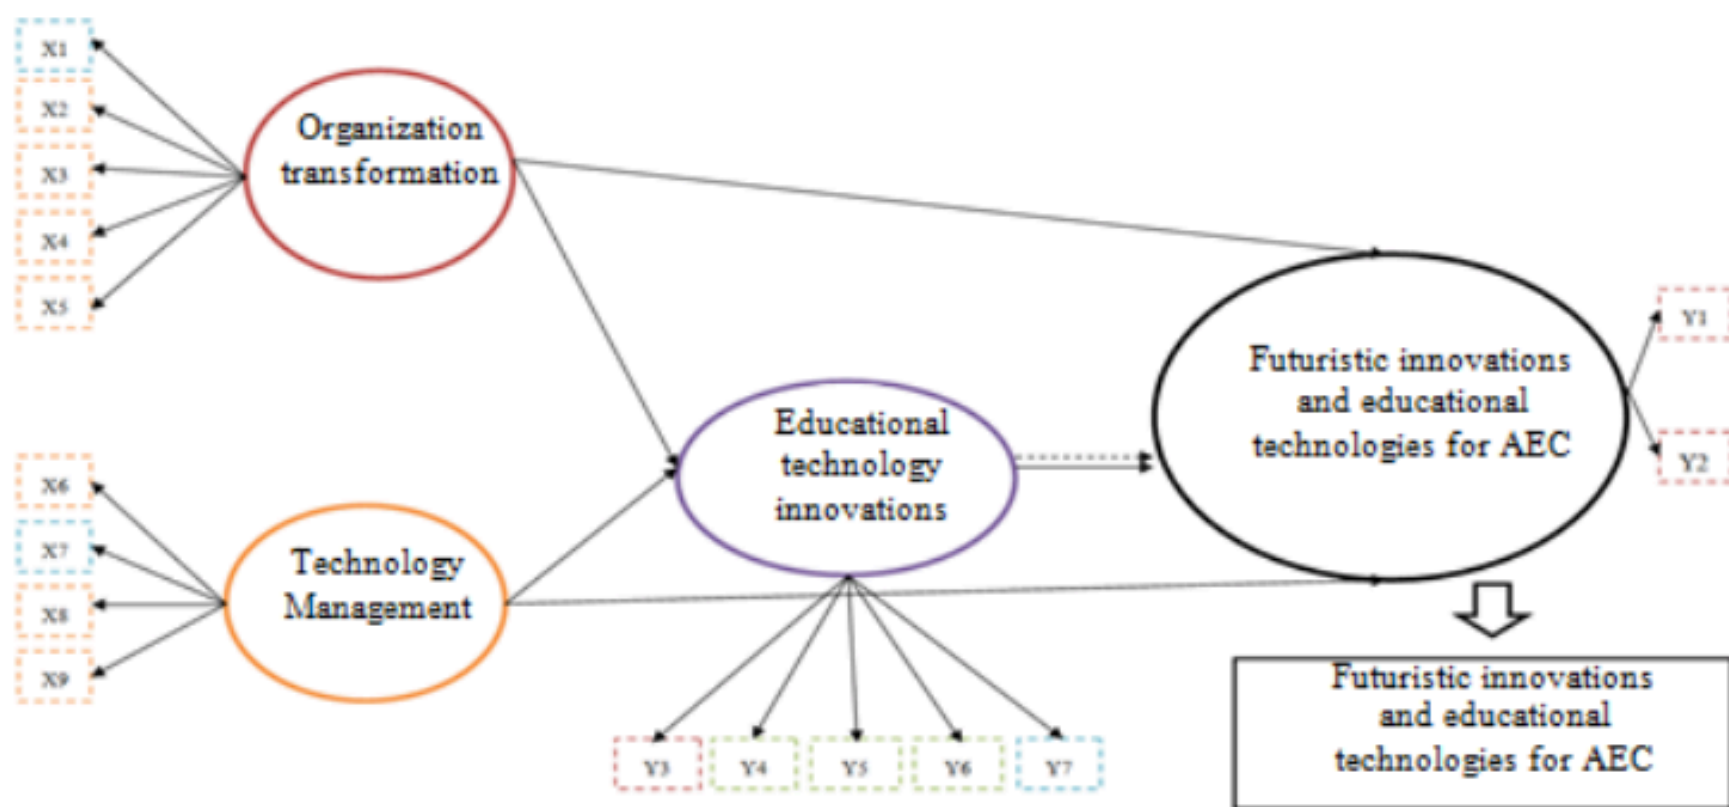 X1
X2
X3
X4
X5
Organization
transformation
X6
X7
X8
X9
Technology
Management
Educational
technology
innovations
Y3
Y4
Y5
Y6
Y7
Futuristic innovations
and educational
technologies for AEC
Y1
Y2
Futuristic innovations
and educational
technologies for AEC